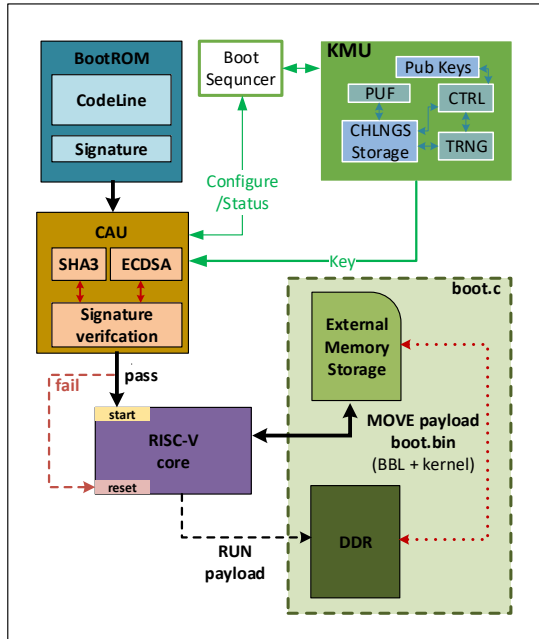 BootROM
CodeLine
Signature
Boot
Sequncer
KMU
Pub Keys
PUF
CTRL
CHLNGS
Storage
TRNG
Configure
/Status
CAU
SHA3
ECDSA
Signature
verifcation
Key
boot.c
External
Memory
Storage
pass
fail
start
RISC-V
core
reset
MOVE payload
boot.bin
(BBL + kernel)
RUN
payload
DDR